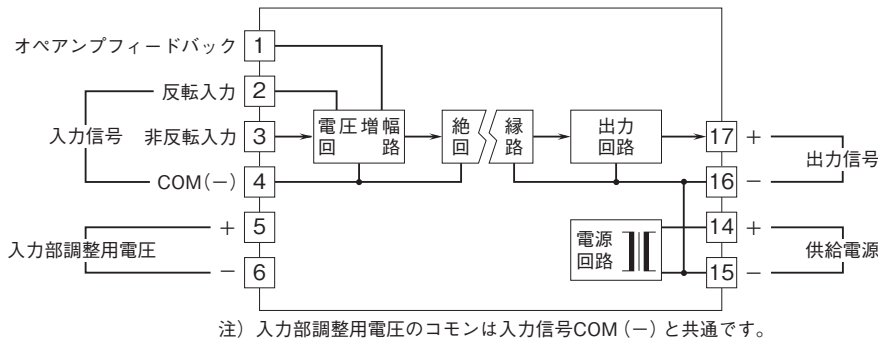 オペアンプフィードバック 1
反転入力 2
入力信号
非反転入力 3
COM(−) 4
+ 5
入力部調整用電圧
− 6
電圧増幅
回　　路
絶縁
回路
出力
回路
17 +
出力信号
16 −
電源
回路
14 +
供給電源
15 −
注）入力部調整用電圧のコモンは入力信号COM（−）と共通です。